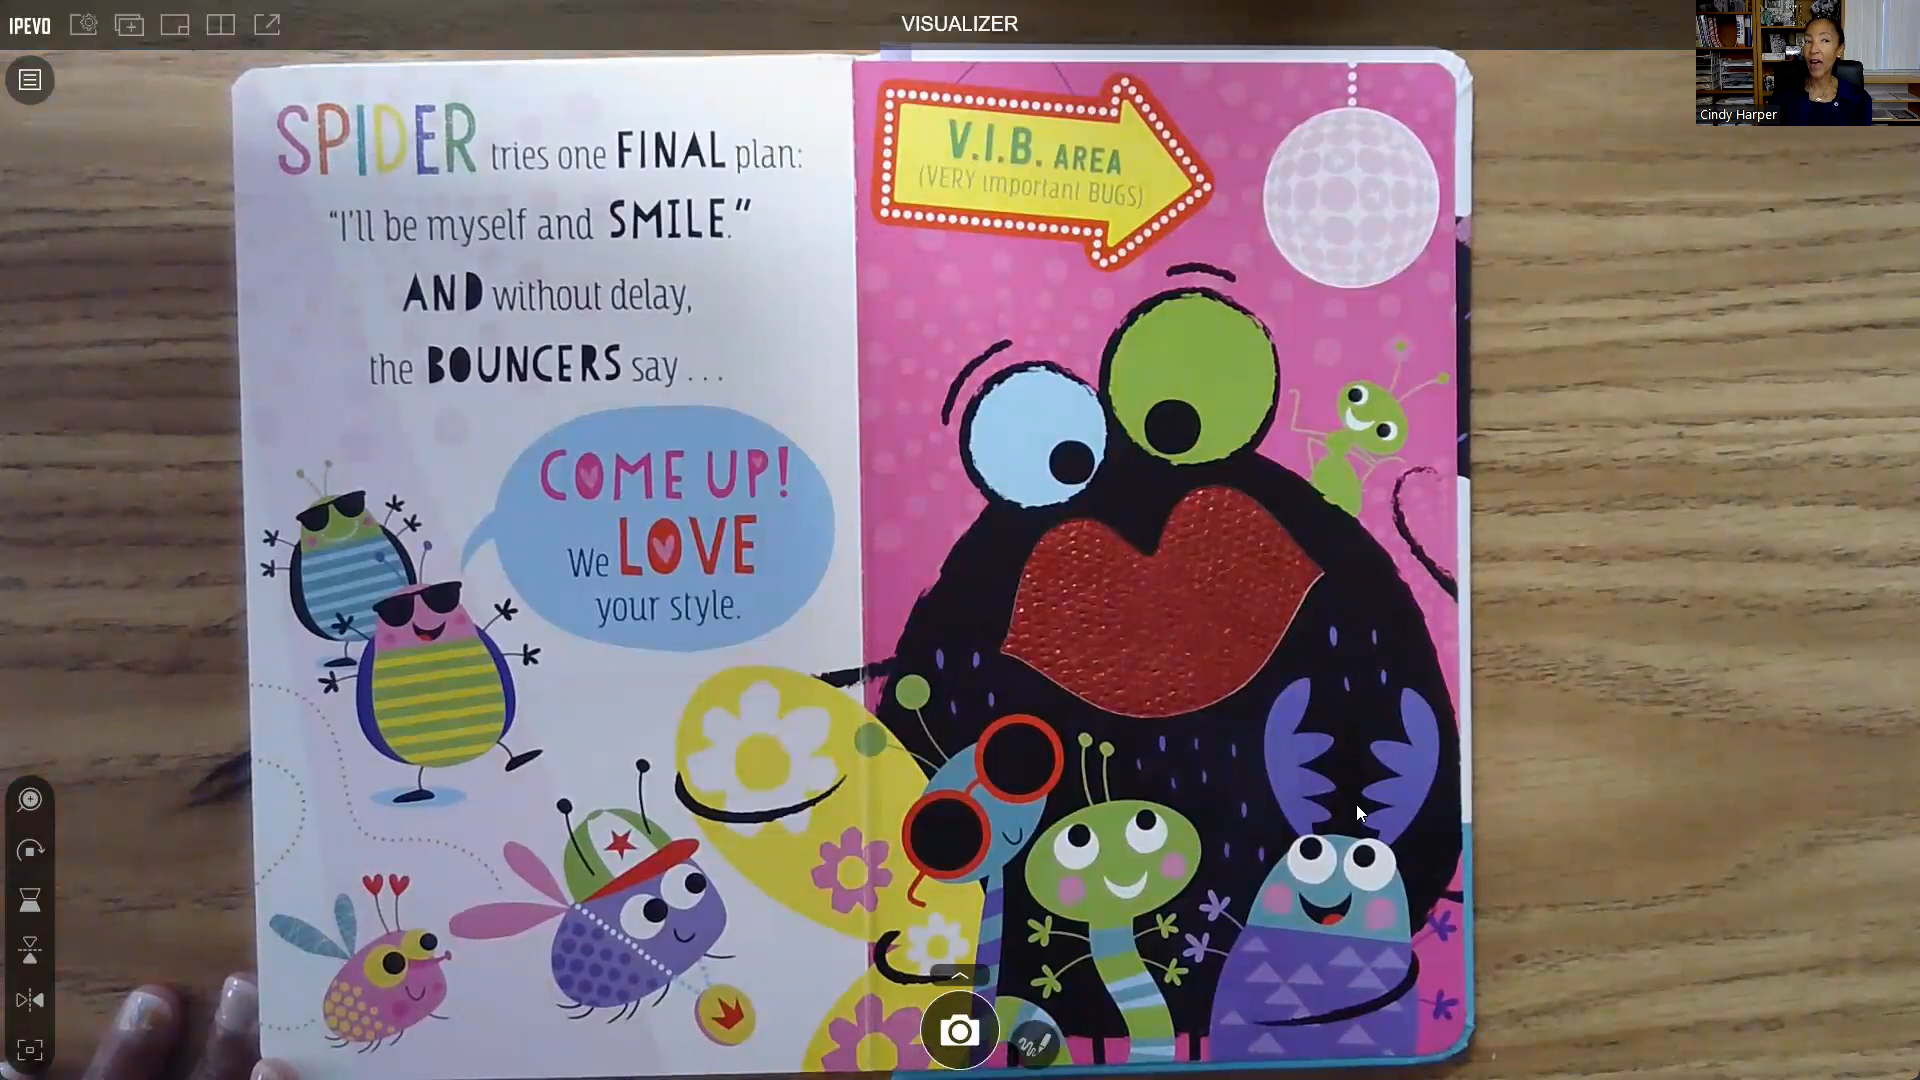 IPEVO
VISUALIZER
Cindy Harper
SPIDER tries one FINAL plan:
“I’ll be myself and SMILE.”
AND without delay,
the BOUNCERS say . . .
COME UP!
We LOVE
your style.
V.I.B. AREA
(VERY important BUGS)